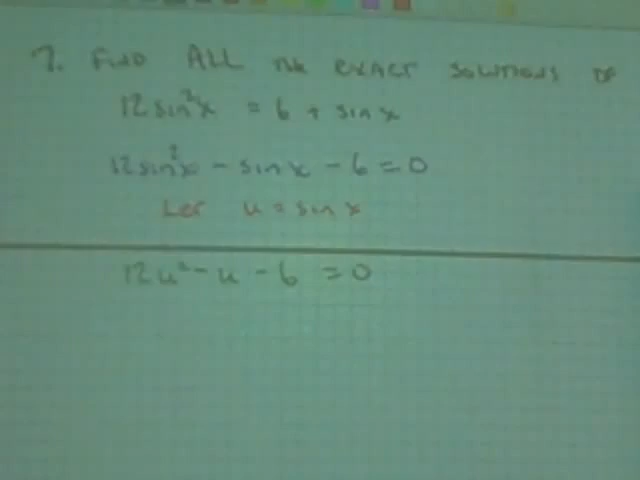 7. FIND ALL THE EXACT SOLUTIONS OF
12sin²x = 6 + sin x
12sin²x - sin x - 6 = 0
LET u = sin x
12u² - u - 6 = 0